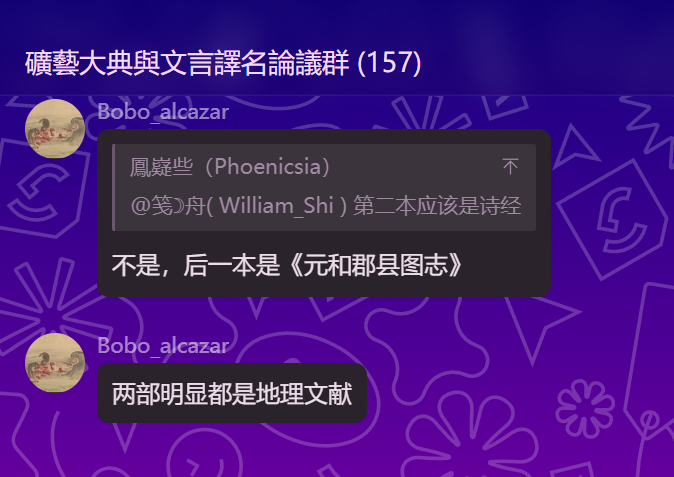 礦藝大典與文言譯名論議群 (157)
Bobo_alcazar
鳳嶷些（Phoenicsia）
@笺☽舟( William_Shi ) 第二本应该是诗经
不是，后一本是《元和郡县图志》
Bobo_alcazar
两部明显都是地理文献